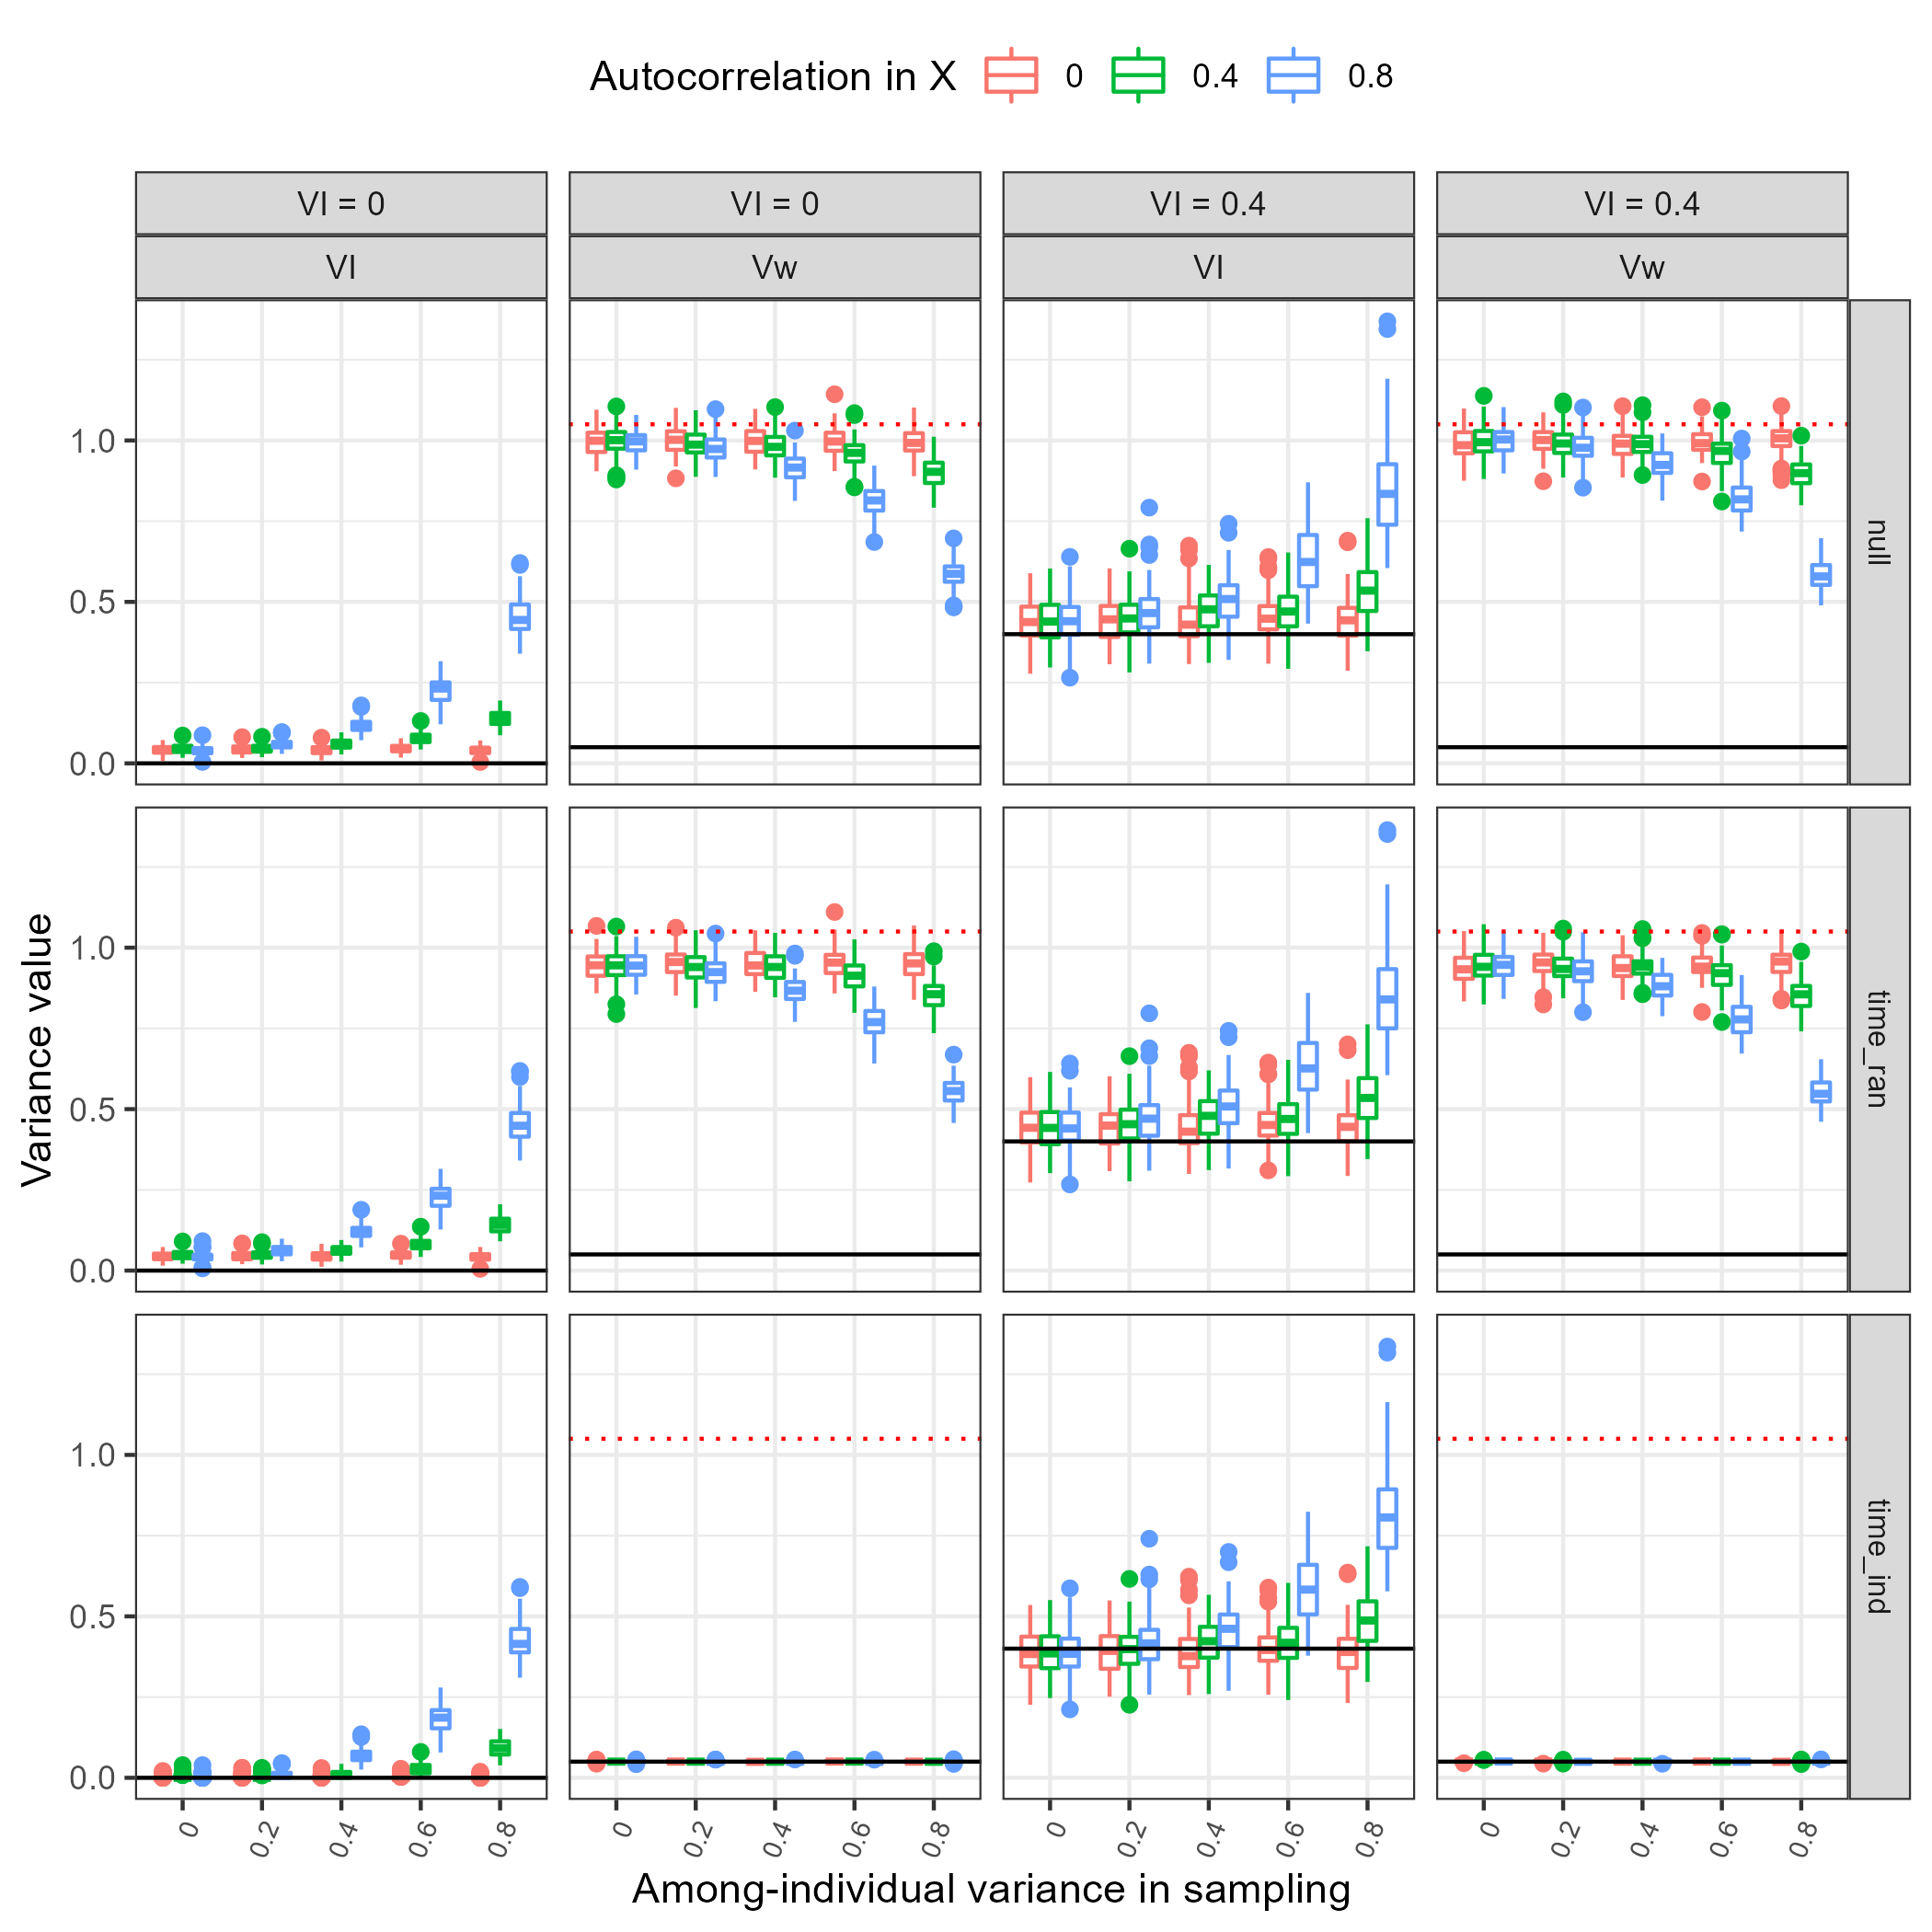 Autocorrelation in X 0 0.4 0.8
VI = 0 VI = 0 VI = 0.4 VI = 0.4
VI Vw VI Vw
1.0
0.5
0.0
null
1.0
0.5
0.0
time_ran
1.0
0.5
0.0
time_ind
Variance value
0 0.2 0.4 0.6 0.8 0 0.2 0.4 0.6 0.8 0 0.2 0.4 0.6 0.8 0 0.2 0.4 0.6 0.8
Among-individual variance in sampling